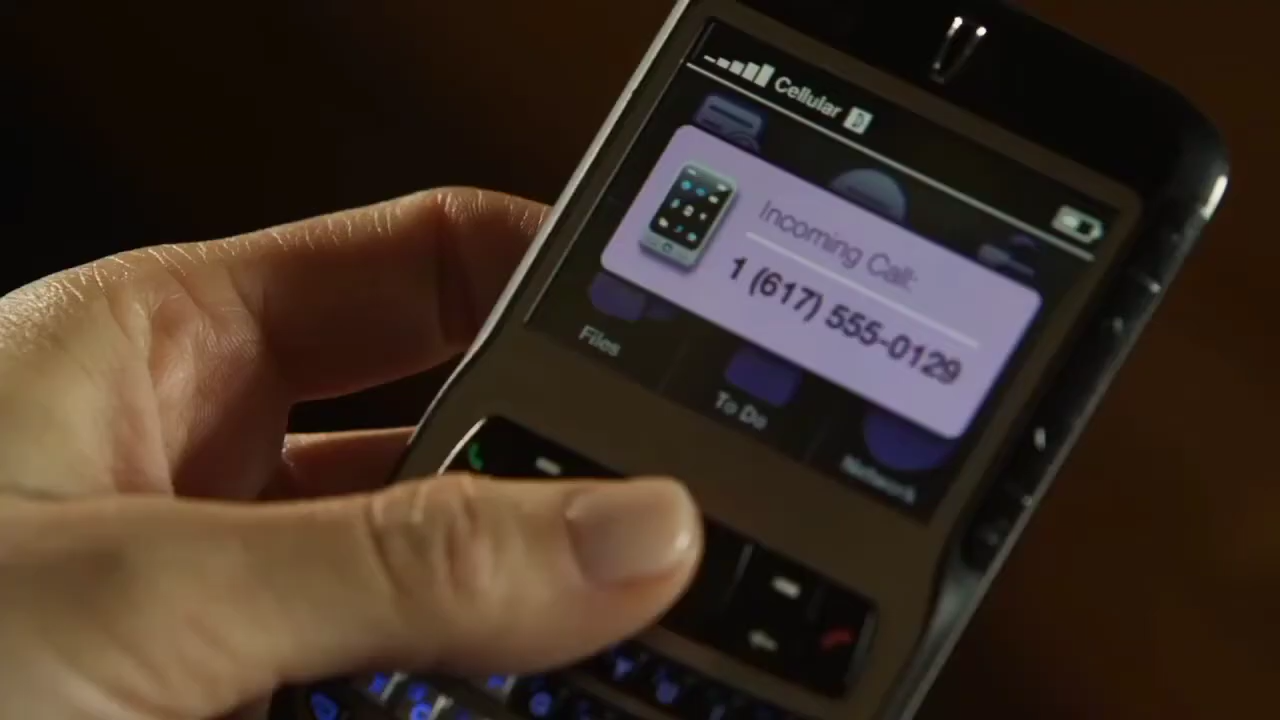 Cellular
Incoming Call:
1 (617) 555-0129
Files
To Do
Network